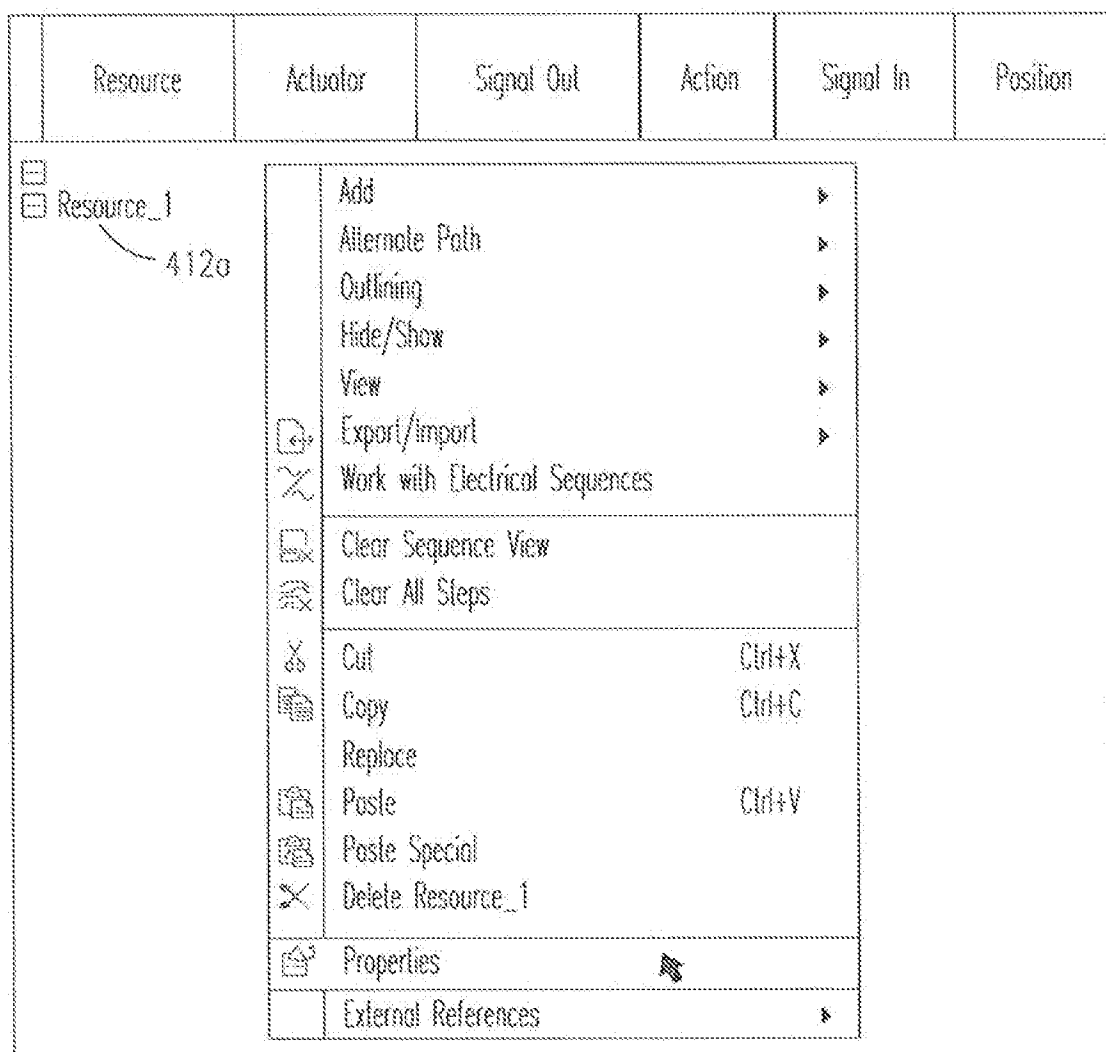 Resource Actuator Signal Out Action Signal In Position
Resource_1
412a
Add
Alternate Path
Outlining
Hide/Show
View
Export/Import
Work with Electrical Sequences
Clear Sequence View
Clear All Steps
Cut Ctrl+X
Copy Ctrl+C
Replace
Paste Ctrl+V
Paste Special
Delete Resource_1
Properties
External References